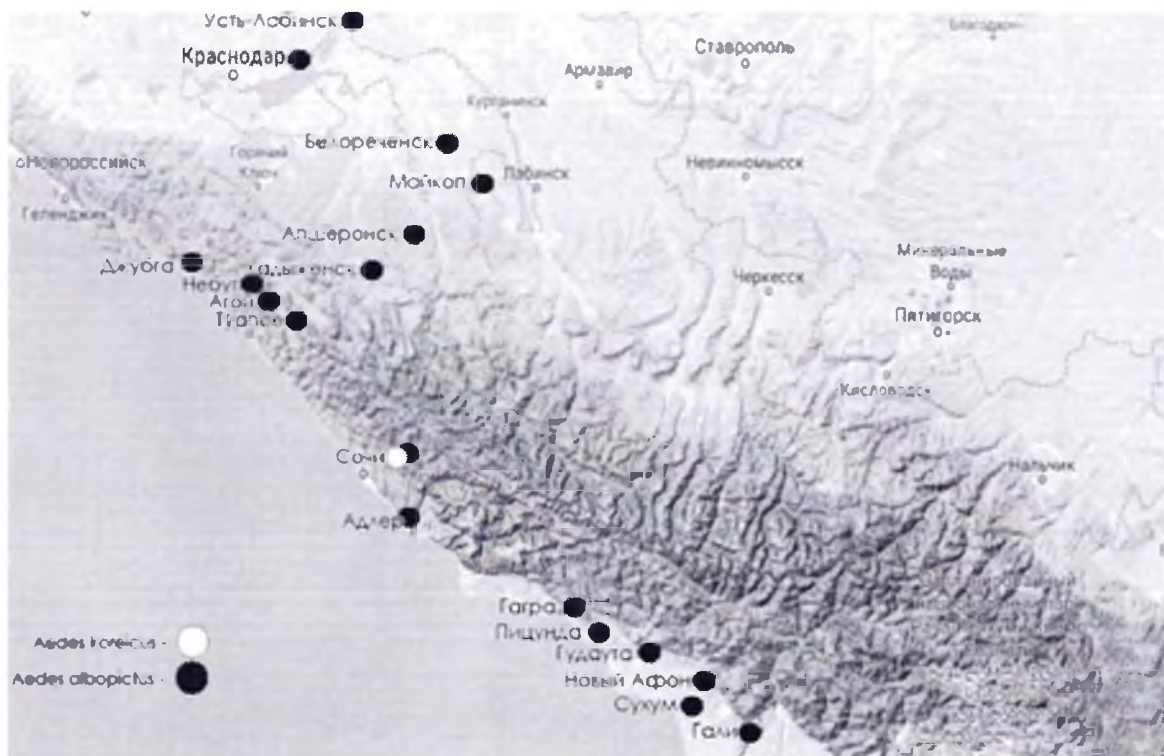 Усть-Лабинск
Краснодар
Ставрополь
Армавир
Курганинск
Белореченск
Новороссийск
Горячий
Ключ
Невинномысск
Майкоп
Лабинск
Геленджик
Апшеронск
Минеральные
Воды
Джубга
Черкесск
Небуг
Агой
Туапсе
Пятигорск
Кисловодск
Сочи
Нальчик
Адлер
Гагра
Пицунда
Гудаута
Новый Афон
Сухум
Гали
Aedes koreicus -
Aedes albopictus -